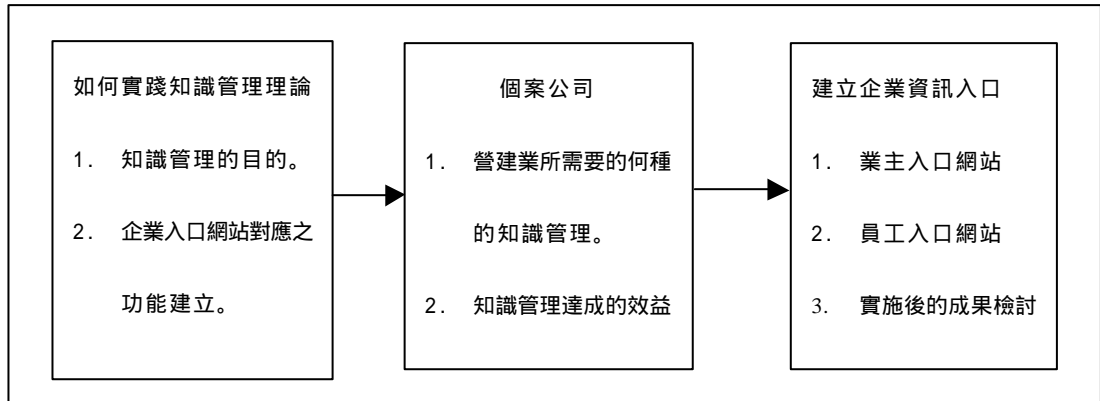 如何實踐知識管理理論
1. 知識管理的目的。
2. 企業入口網站對應之
功能建立。
個案公司
1. 營建業所需要的何種
的知識管理。
2. 知識管理達成的效益
建立企業資訊入口
1. 業主入口網站
2. 員工入口網站
3. 實施後的成果檢討